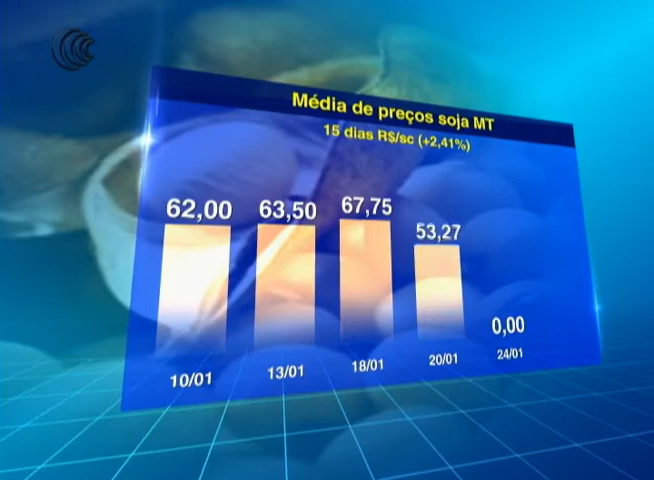 Média de preços soja MT
15 dias R$/sc (+2,41%)
62,00 63,50 67,75 53,27 0,00
10/01 13/01 18/01 20/01 24/01